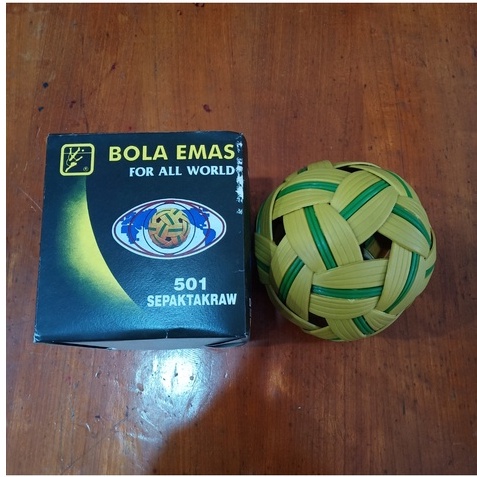 BOLA EMAS
FOR ALL WORLD
501
SEPAKTAKRAW